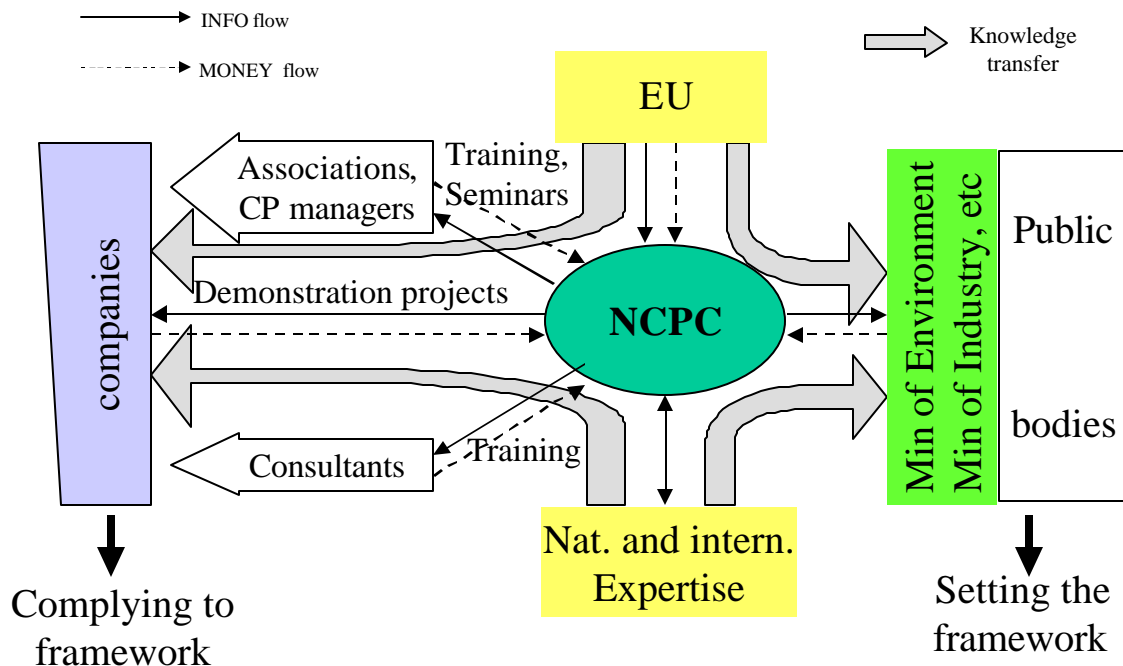 INFO flow
MONEY flow
Knowledge
transfer
EU
Associations,
CP managers
Training,
Seminars
companies
Demonstration projects
NCPC
Min of Environment
Min of Industry, etc
Public
bodies
Consultants
Training
Nat. and intern.
Expertise
Complying to
framework
Setting the
framework